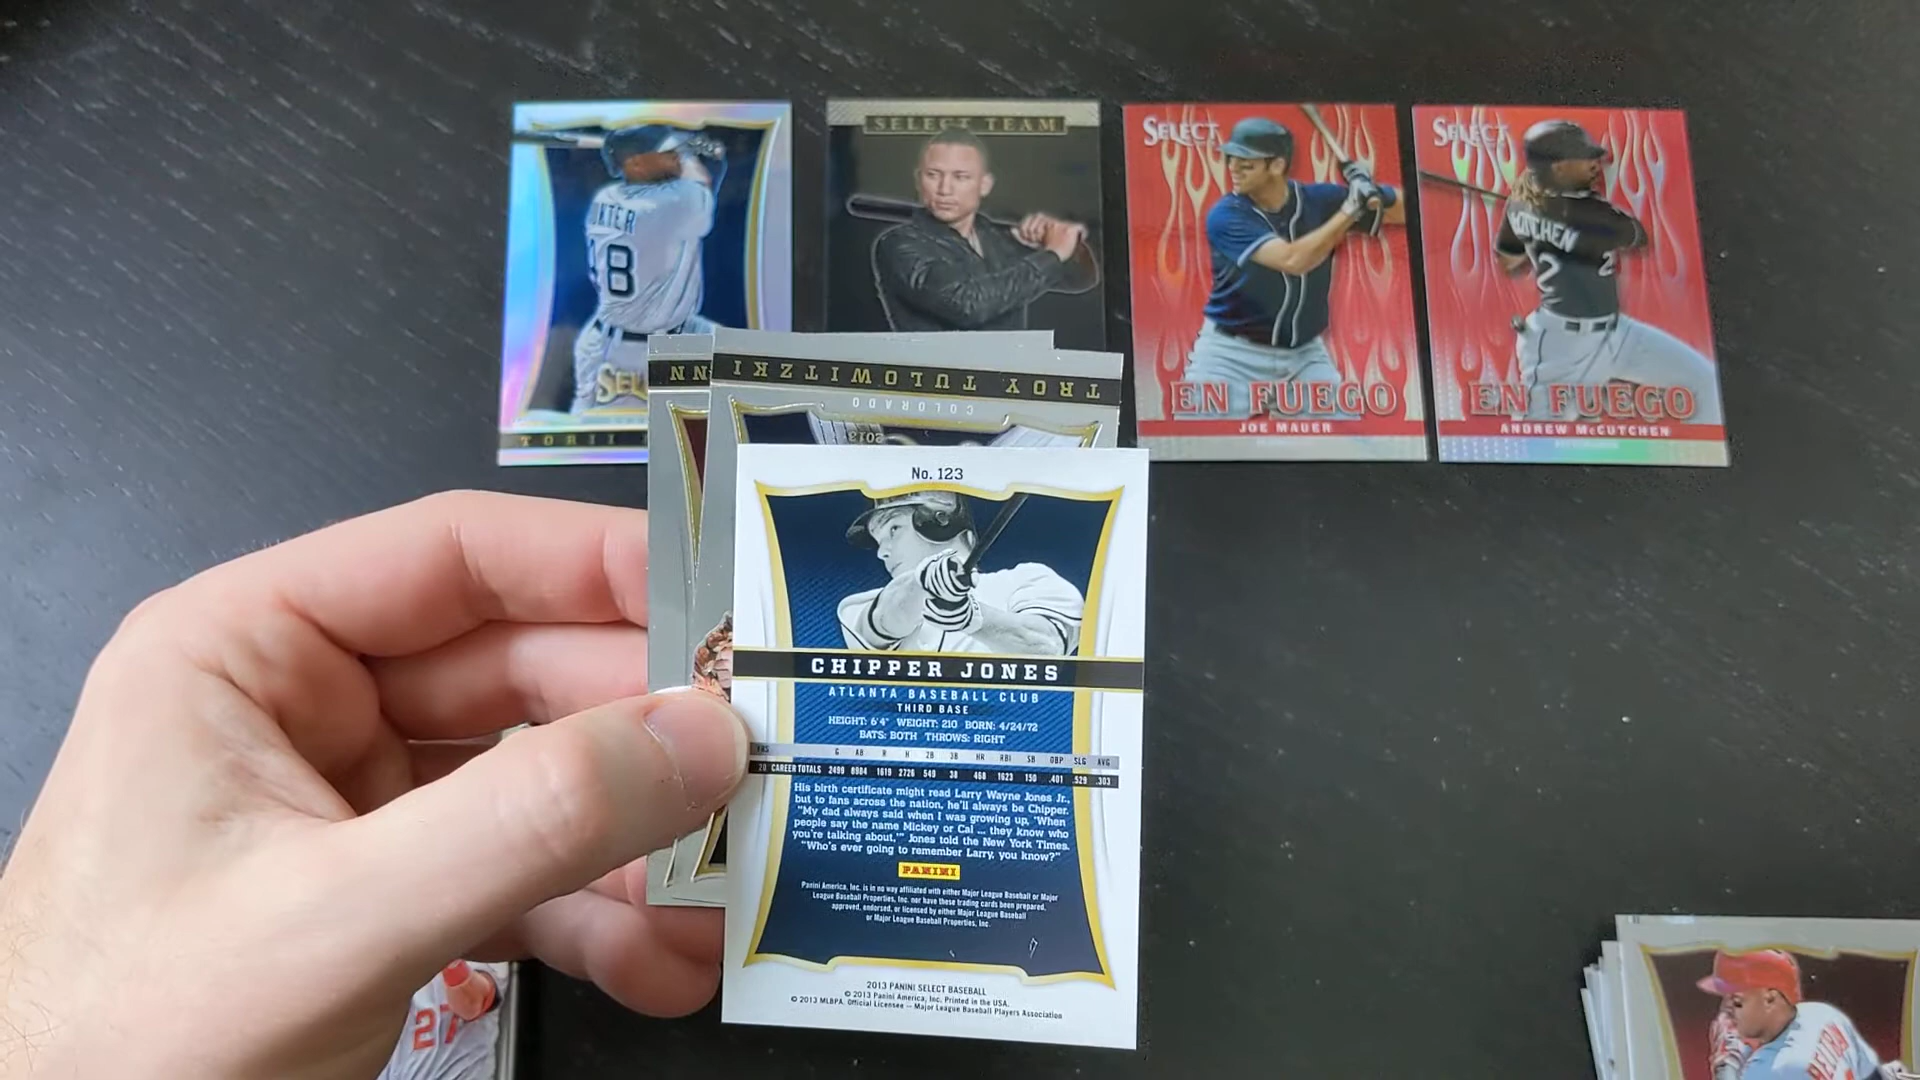 SELECT TEAM
SELECT
SELECT
18
2
2
EN FUEGO
EN FUEGO
JOE MAUER
ANDREW McCUTCHEN
TORII
NN
TROY TULOWITZKI
COLORADO
2013
No. 123
CHIPPER JONES
ATLANTA BASEBALL CLUB
THIRD BASE
HEIGHT: 6'4" WEIGHT: 210 BORN: 4/24/72
BATS: BOTH THROWS: RIGHT
YRS G AB R H 2B 3B HR RBI SB OBP SLG AVG
20 CAREER TOTALS 2499 8984 1619 2726 549 38 468 1623 150 .401 .529 .303
His birth certificate might read Larry Wayne Jones Jr.,
but to fans across the nation, he'll always be Chipper.
"My dad always said when I was growing up, 'When
people say the name Mickey or Cal ... they know who
you're talking about,'" Jones told the New York Times.
"Who's ever going to remember Larry, you know?"
PANINI
Panini America, Inc. is in no way affiliated with either Major League Baseball or Major
League Baseball Properties, Inc. nor have these trading cards been prepared,
approved, endorsed, or licensed by either Major League Baseball
or Major League Baseball Properties, Inc.
2013 PANINI SELECT BASEBALL
© 2013 Panini America, Inc. Printed in the USA.
© 2013 MLBPA. Official Licensee – Major League Baseball Players Association
27